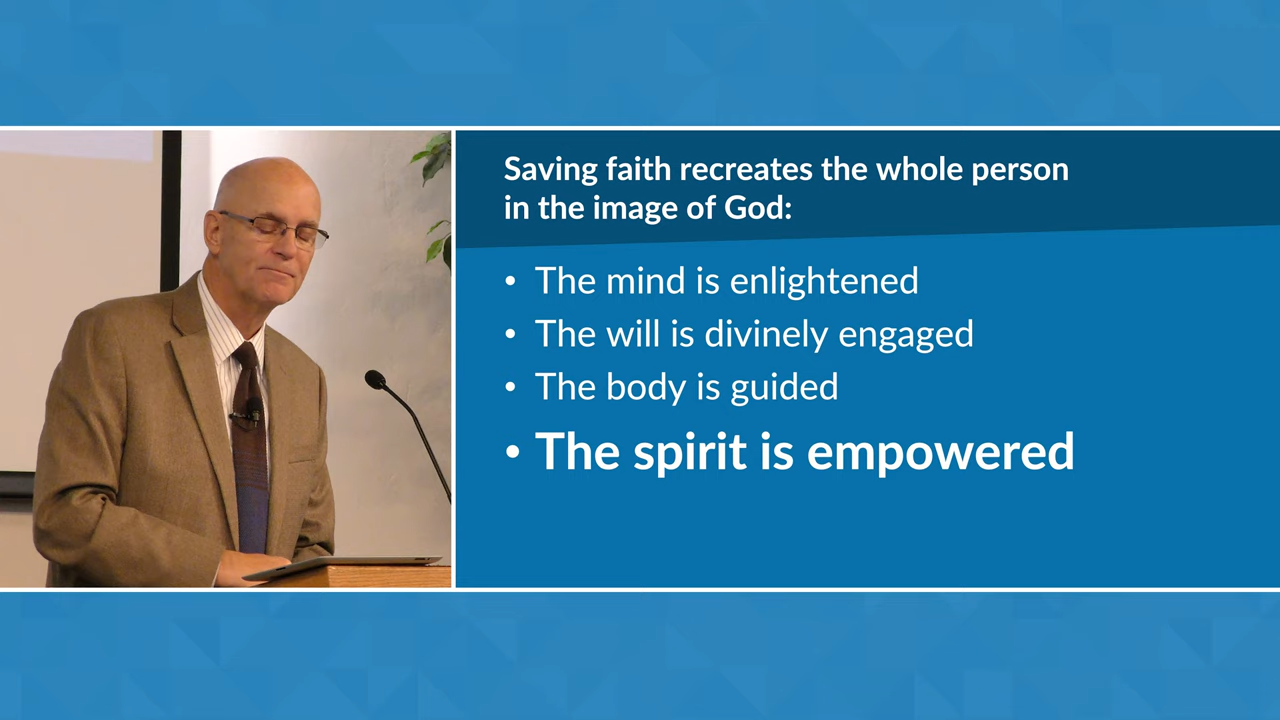 Saving faith recreates the whole person
in the image of God:
• The mind is enlightened
• The will is divinely engaged
• The body is guided
• The spirit is empowered